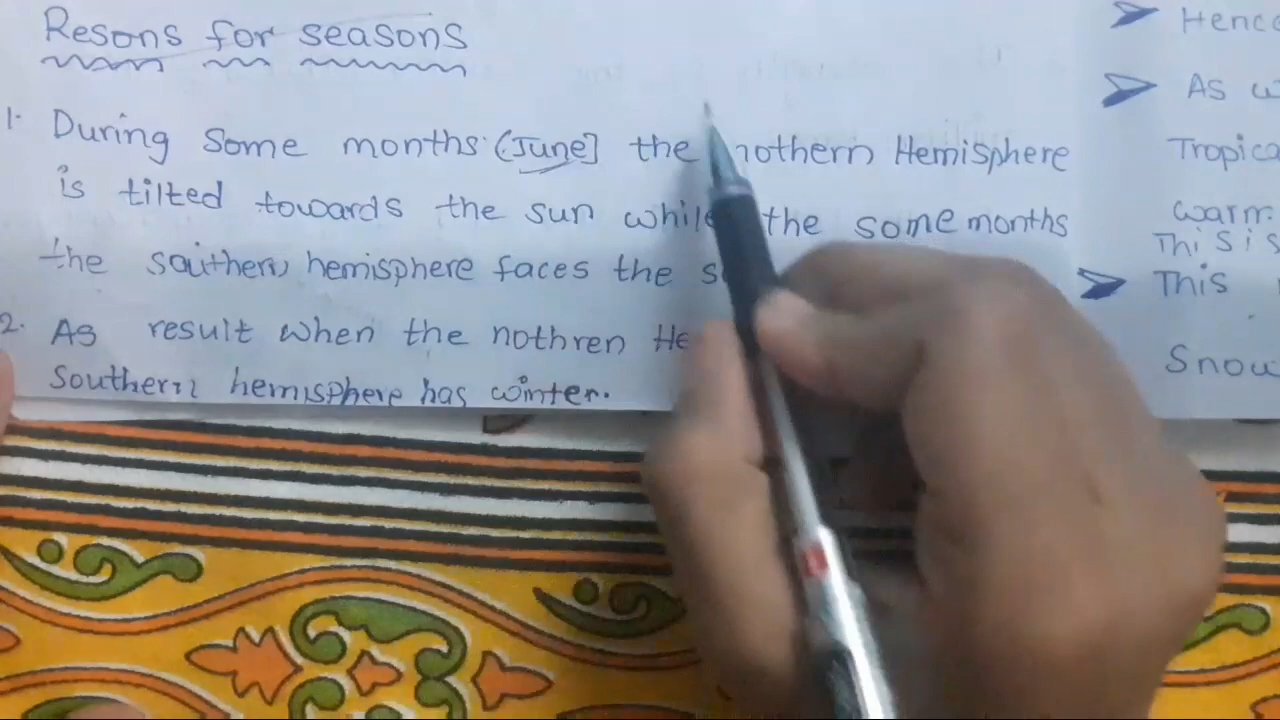 Resons for seasons
1. During Some months (June] the nothern Hemisphere
is tilted towards the sun while the some months
the southern hemisphere faces the
2. As result when the nothren
Southern hemisphere has winter.
Hence
As
Tropica
warm.
This is
This
Snow